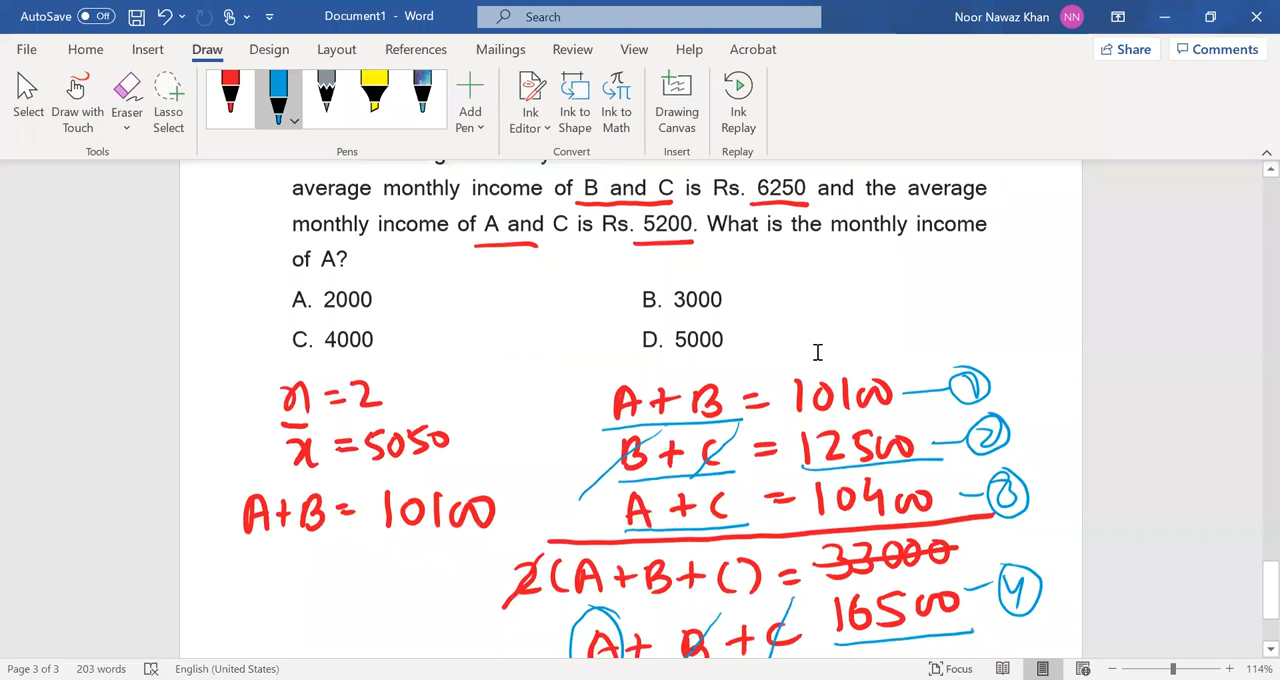 AutoSave Off Document1 - Word Search Noor Nawaz Khan NN
File Home Insert Draw Design Layout References Mailings Review View Help Acrobat Share Comments
Select Draw with Touch Eraser Lasso Select Add Pen Ink Editor Ink to Shape Ink to Math Drawing Canvas Ink Replay
Tools Pens Convert Insert Replay
average monthly income of B and C is Rs. 6250 and the average
monthly income of A and C is Rs. 5200. What is the monthly income
of A?
A. 2000 B. 3000
C. 4000 D. 5000
n = 2
x̄ = 5050
A+B = 10100
A + B = 10100 1
B + C = 12500 2
A + C = 10400 3
2(A+B+C) = 33000
16500 4
A + B + C
Page 3 of 3 203 words English (United States) Focus 114%